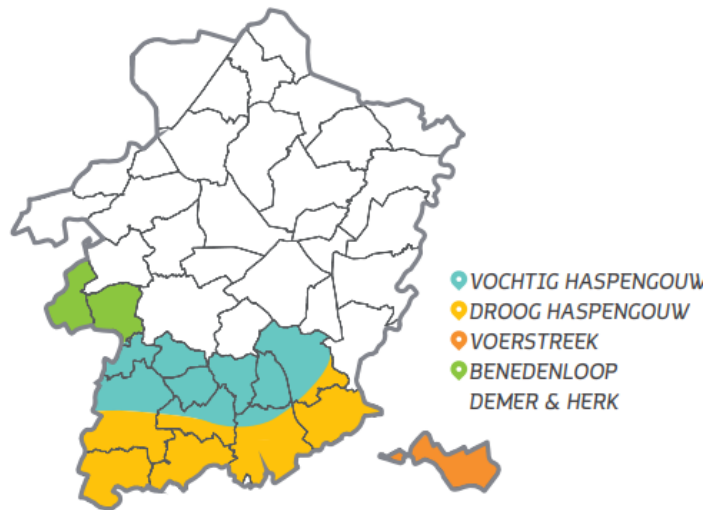 VOCHTIG HASPENGOUW
DROOG HASPENGOUW
VOERSTREEK
BENEDENLOOP
DEMER & HERK